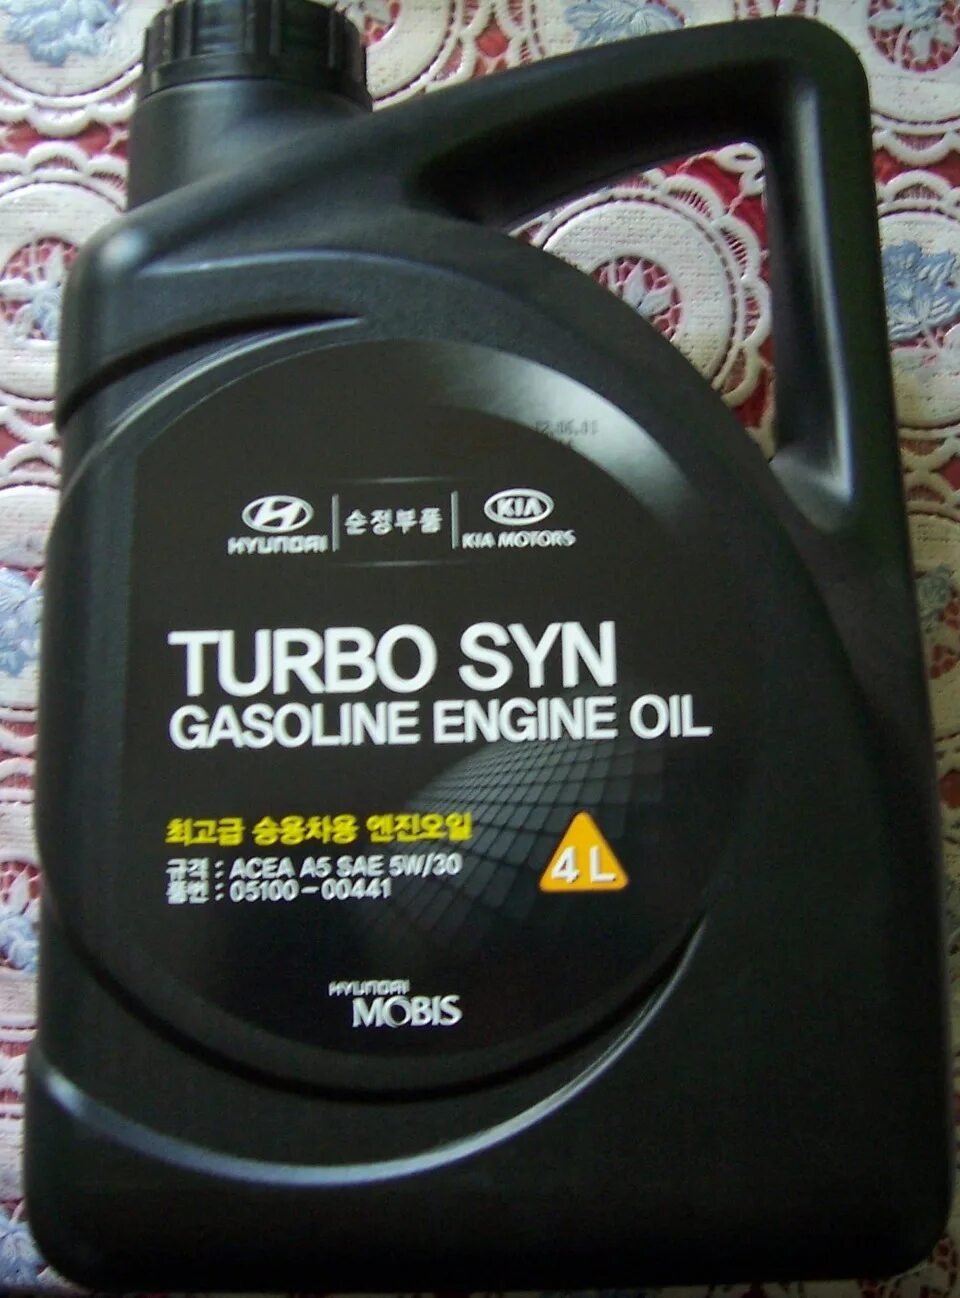 HYUNDAI 순정부품 KIA
KIA MOTORS
TURBO SYN
GASOLINE ENGINE OIL
최고급 승용차용 엔진오일
규격 : ACEA A5 SAE 5W/30
품번 : 05100-00441
4 L
HYUNDAI
MOBIS